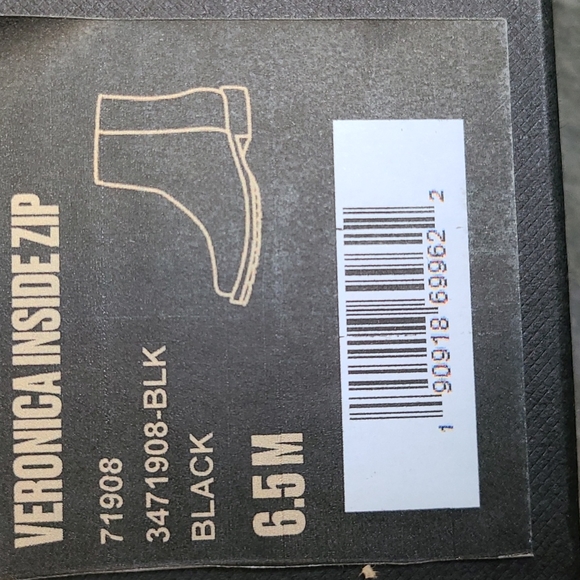 VERONICA INSIDE ZIP
71908
3471908-BLK
BLACK
6.5 M
1 90918 69962 2